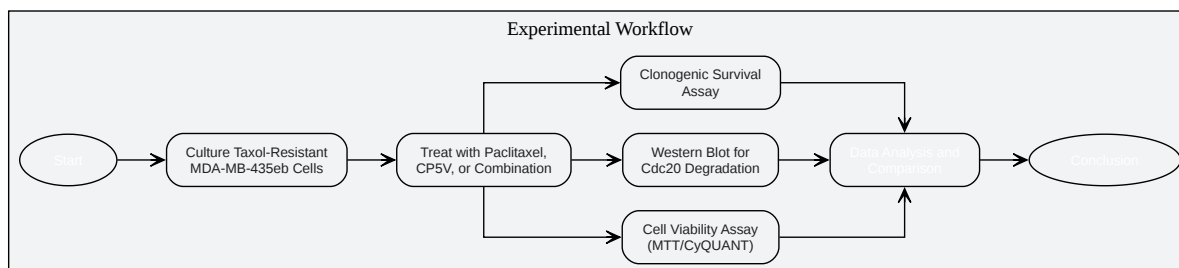 Experimental Workflow
Clonogenic Survival
Assay
Start
Culture Taxol-Resistant
MDA-MB-435eb Cells
Treat with Paclitaxel,
CP5V, or Combination
Western Blot for
Cdc20 Degradation
Data Analysis and
Comparison
Conclusion
Cell Viability Assay
(MTT/CyQUANT)